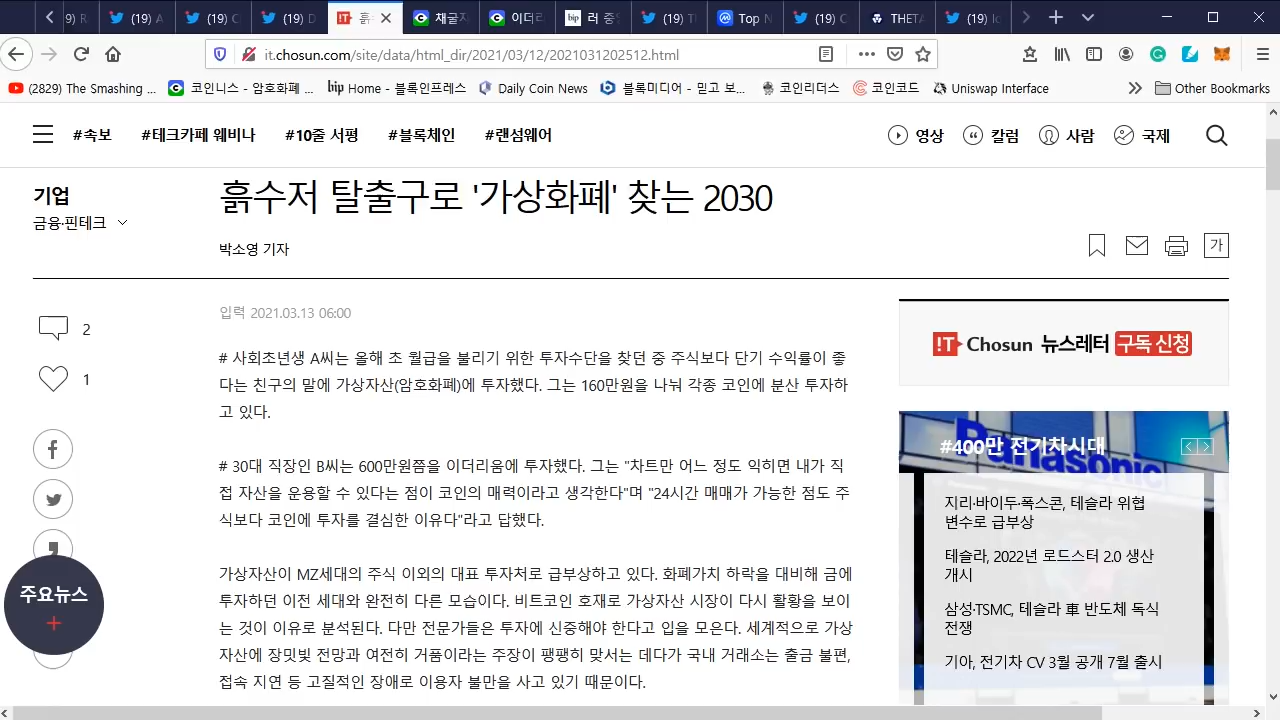 (19) A
(19) C
(19) D
흙
채굴
이더리
bip 러 중앙
(19) T
Top N
(19) C
THETA
(19) Ic
it.chosun.com/site/data/html_dir/2021/03/12/2021031202512.html
(2829) The Smashing ...
코인니스 - 암호화폐 ...
bip Home - 블록인프레스
Daily Coin News
블록미디어 - 믿고 보...
코인리더스
코인코드
Uniswap Interface
Other Bookmarks
#속보 #테크카페 웨비나 #10줄 서평 #블록체인 #랜섬웨어
영상 칼럼 사람 국제
기업
금융·핀테크
흙수저 탈출구로 '가상화폐' 찾는 2030
박소영 기자
가
2
1
주요뉴스
+
입력 2021.03.13 06:00
# 사회초년생 A씨는 올해 초 월급을 불리기 위한 투자수단을 찾던 중 주식보다 단기 수익률이 좋
다는 친구의 말에 가상자산(암호화폐)에 투자했다. 그는 160만원을 나눠 각종 코인에 분산 투자하
고 있다.
# 30대 직장인 B씨는 600만원쯤을 이더리움에 투자했다. 그는 "차트만 어느 정도 익히면 내가 직
접 자산을 운용할 수 있다는 점이 코인의 매력이라고 생각한다"며 "24시간 매매가 가능한 점도 주
식보다 코인에 투자를 결심한 이유다"라고 답했다.
가상자산이 MZ세대의 주식 이외의 대표 투자처로 급부상하고 있다. 화폐가치 하락을 대비해 금에
투자하던 이전 세대와 완전히 다른 모습이다. 비트코인 호재로 가상자산 시장이 다시 활황을 보이
는 것이 이유로 분석된다. 다만 전문가들은 투자에 신중해야 한다고 입을 모은다. 세계적으로 가상
자산에 장밋빛 전망과 여전히 거품이라는 주장이 팽팽히 맞서는 데다가 국내 거래소는 출금 불편,
접속 지연 등 고질적인 장애로 이용자 불만을 사고 있기 때문이다.
IT Chosun 뉴스레터 구독 신청
#400만 전기차시대
Panasonic
지리·바이두·폭스콘, 테슬라 위협
변수로 급부상
테슬라, 2022년 로드스터 2.0 생산
개시
삼성·TSMC, 테슬라 車 반도체 독식
전쟁
기아, 전기차 CV 3월 공개 7월 출시